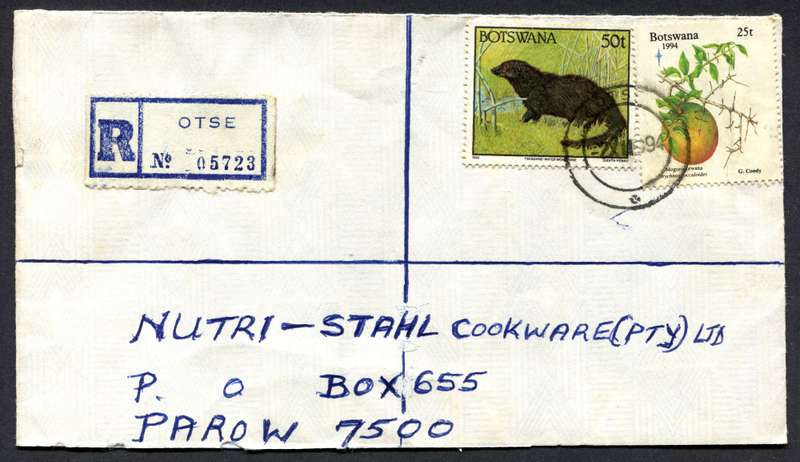 BOTSWANA 50t
Botswana 25t
1994
OTSE
R
Nº 05723
G. Condy
NUTRI-STAHL COOKWARE (PTY) LTD
P. O BOX 655
PAROW 7500